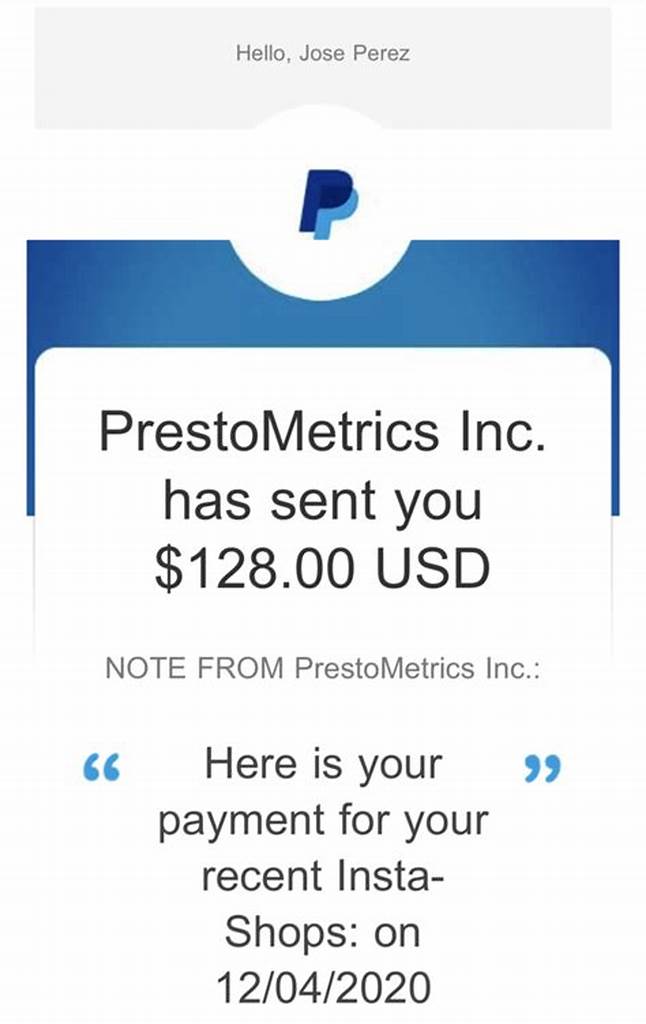 Hello, Jose Perez
PrestoMetrics Inc.
has sent you
$128.00 USD
NOTE FROM PrestoMetrics Inc.:
“ Here is your ”
payment for your
recent Insta-
Shops: on
12/04/2020